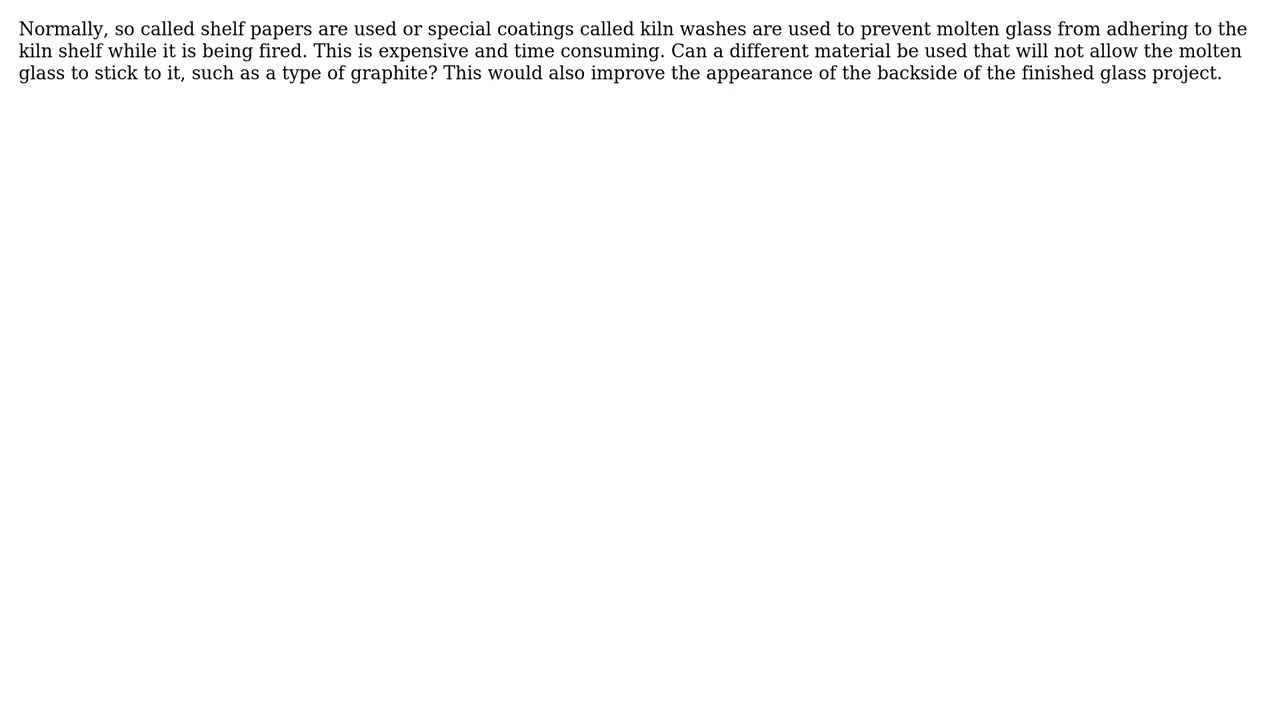 Normally, so called shelf papers are used or special coatings called kiln washes are used to prevent molten glass from adhering to the
kiln shelf while it is being fired. This is expensive and time consuming. Can a different material be used that will not allow the molten
glass to stick to it, such as a type of graphite? This would also improve the appearance of the backside of the finished glass project.